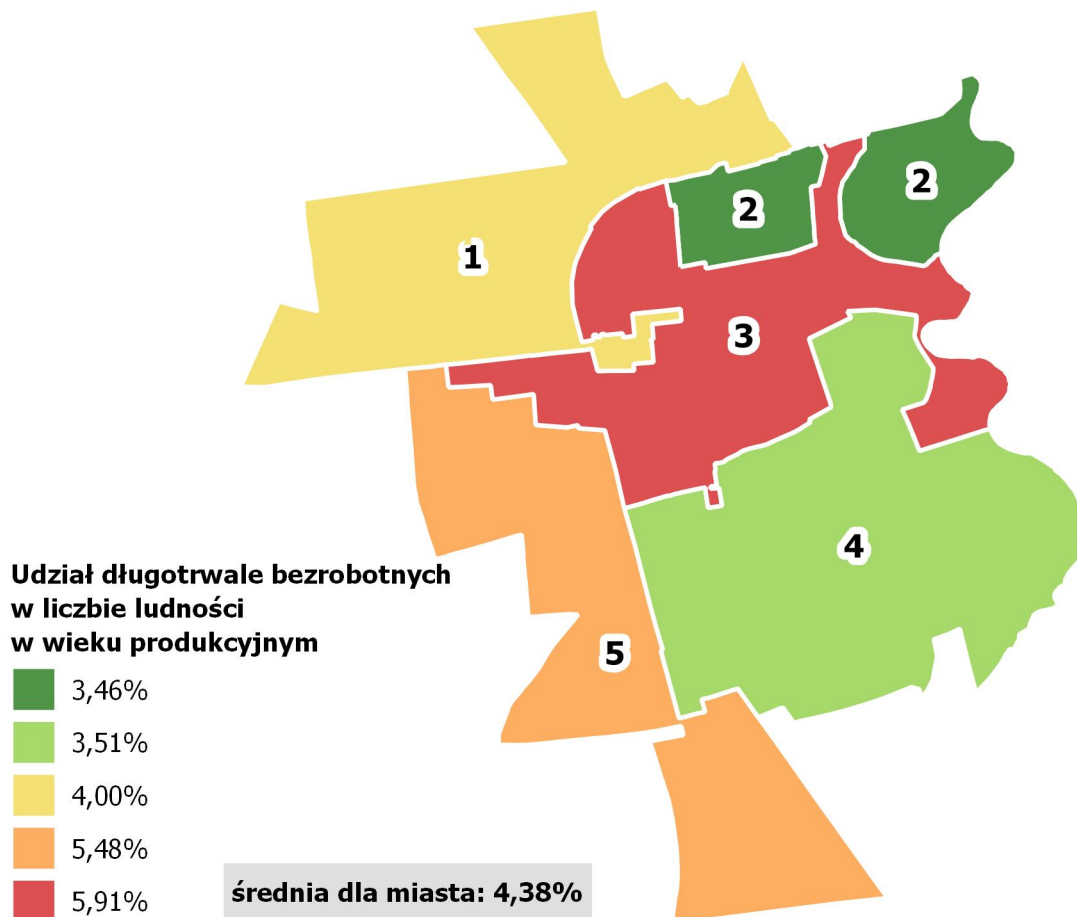 1
2
2
3
4
5
Udział długotrwale bezrobotnych
w liczbie ludności
w wieku produkcyjnym
3,46%
3,51%
4,00%
5,48%
5,91%
średnia dla miasta: 4,38%